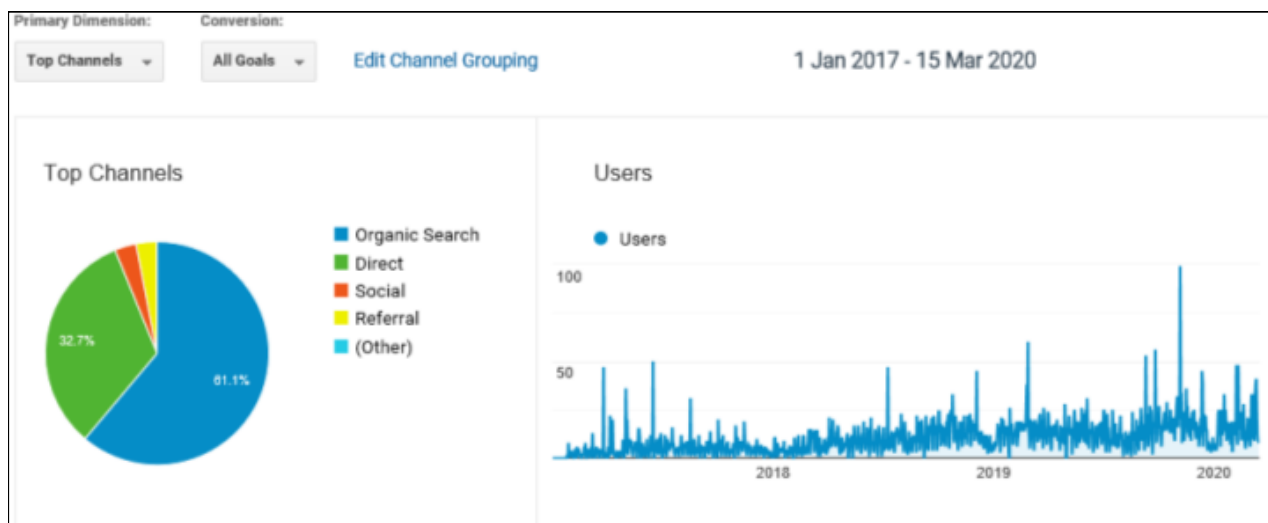 Primary Dimension:
Conversion:
Top Channels
All Goals
Edit Channel Grouping
1 Jan 2017 - 15 Mar 2020
Top Channels
Organic Search
Direct
Social
Referral
(Other)
32.7%
61.1%
Users
Users
100
50
2018
2019
2020